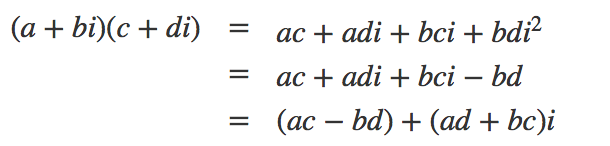 (a + bi)(c + di) = ac + adi + bci + bdi²
= ac + adi + bci − bd
= (ac − bd) + (ad + bc)i